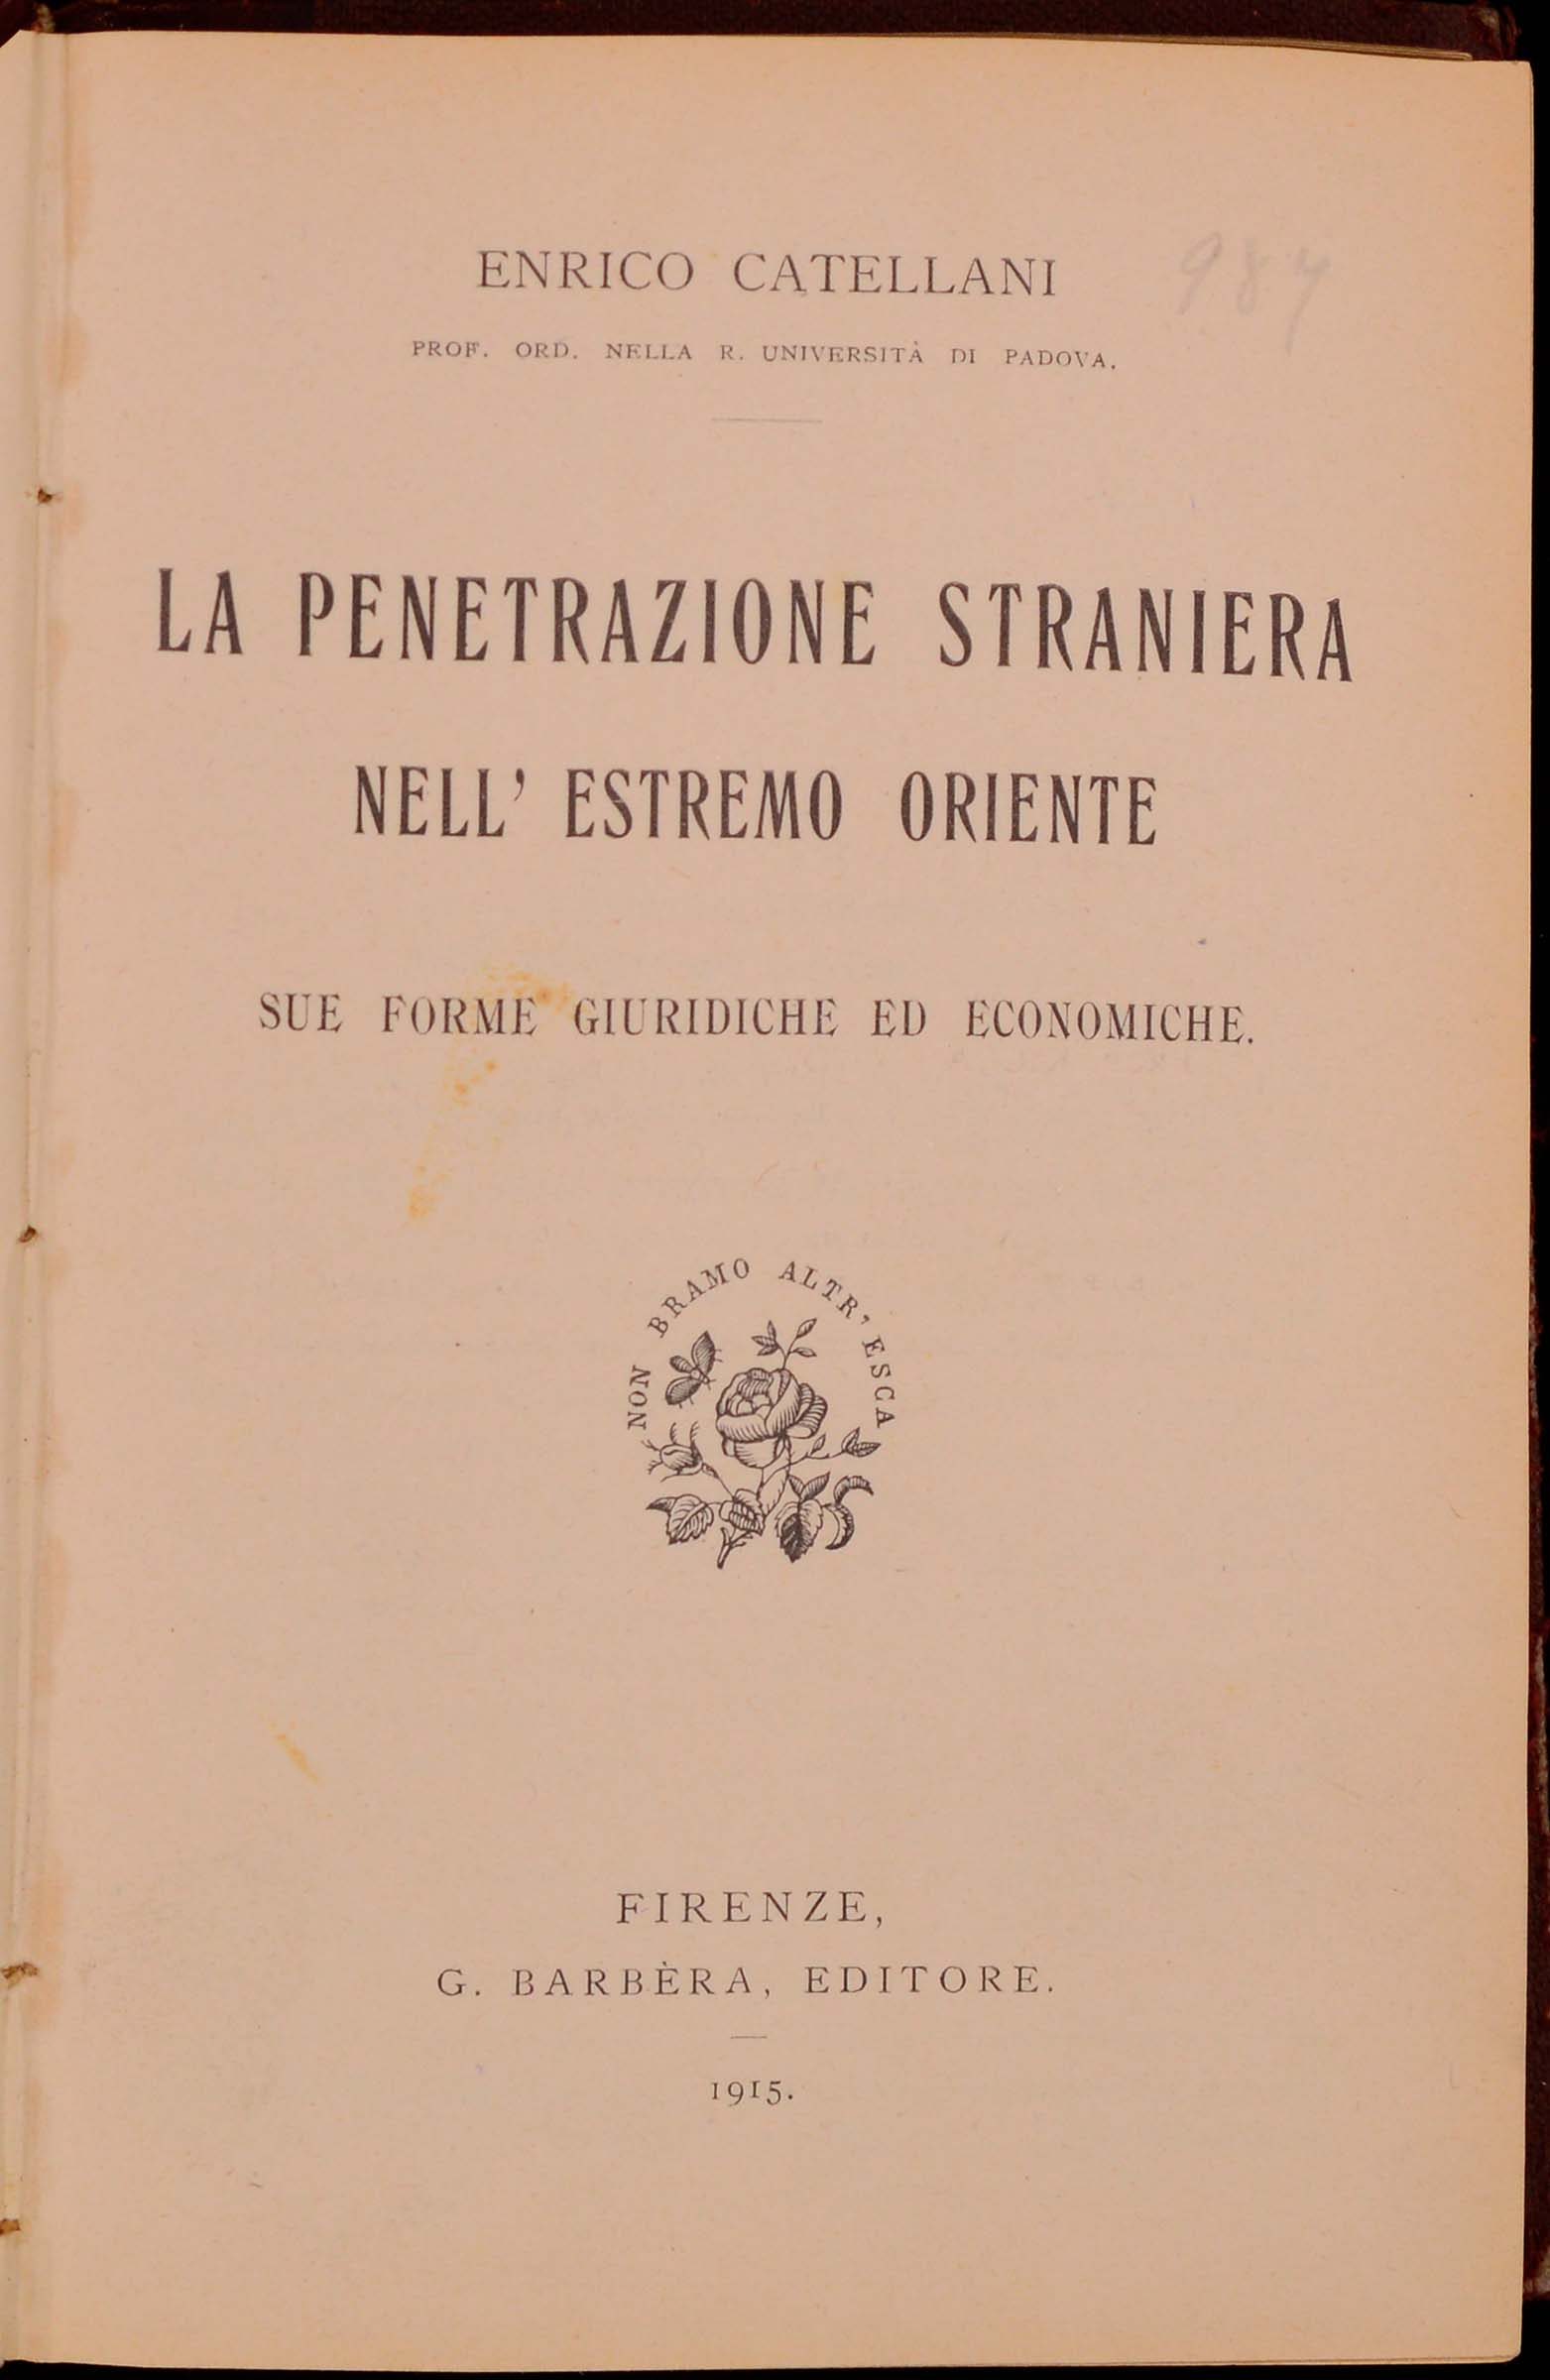 ENRICO CATELLANI
PROF. ORD. NELLA R. UNIVERSITÀ DI PADOVA.
LA PENETRAZIONE STRANIERA
NELL' ESTREMO ORIENTE
SUE FORME GIURIDICHE ED ECONOMICHE.
NON BRAMO ALTR' ESCA
FIRENZE,
G. BARBÈRA, EDITORE.
1915.